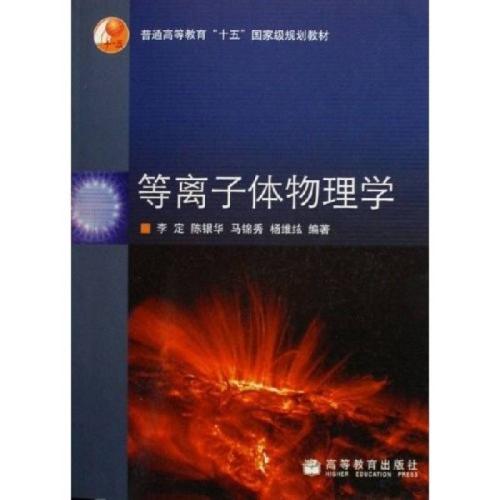 普通高等教育“十五”国家级规划教材
十·五
等离子体物理学
李 定 陈银华 马锦秀 杨维纮 编著
高等教育出版社
HIGHER EDUCATION PRESS